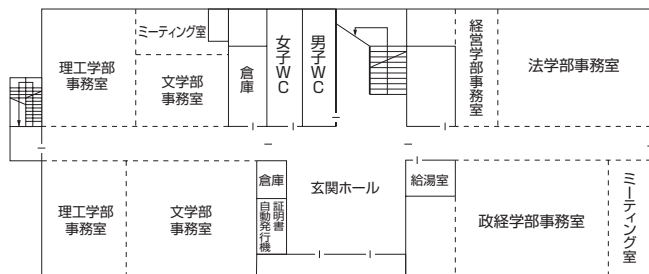 ミーティング室
理工学部
事務室
文学部
事務室
倉庫
女子WC
男子WC
経営学部事務室
法学部事務室
理工学部
事務室
文学部
事務室
倉庫
証明書
自動発行機
玄関ホール
給湯室
政経学部事務室
ミーティング室